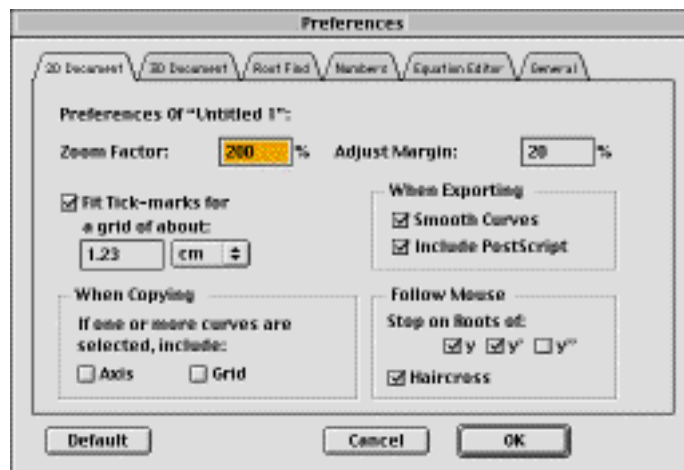 Preferences
2D Document 3D Document Root Find Numbers Equation Editor General
Preferences Of "Untitled 1":
Zoom Factor: 200 % Adjust Margin: 20 %
Fit Tick-marks for
a grid of about:
1.23 cm
When Exporting
Smooth Curves
Include PostScript
When Copying
If one or more curves are
selected, include:
Axis Grid
Follow Mouse
Stop on Roots of:
y y' y''
Haircross
Default Cancel OK